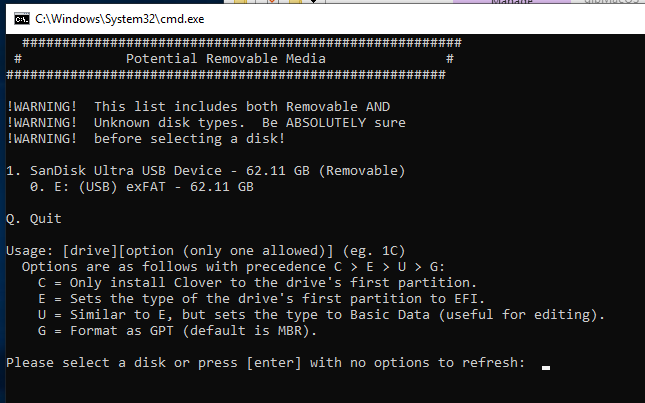 Manage
C:\Windows\System32\cmd.exe
#######################################################
# Potential Removable Media #
#######################################################
!WARNING! This list includes both Removable AND
!WARNING! Unknown disk types. Be ABSOLUTELY sure
!WARNING! before selecting a disk!
1. SanDisk Ultra USB Device - 62.11 GB (Removable)
0. E: (USB) exFAT - 62.11 GB
Q. Quit
Usage: [drive][option (only one allowed)] (eg. 1C)
Options are as follows with precedence C > E > U > G:
C = Only install Clover to the drive's first partition.
E = Sets the type of the drive's first partition to EFI.
U = Similar to E, but sets the type to Basic Data (useful for editing).
G = Format as GPT (default is MBR).
Please select a disk or press [enter] with no options to refresh: